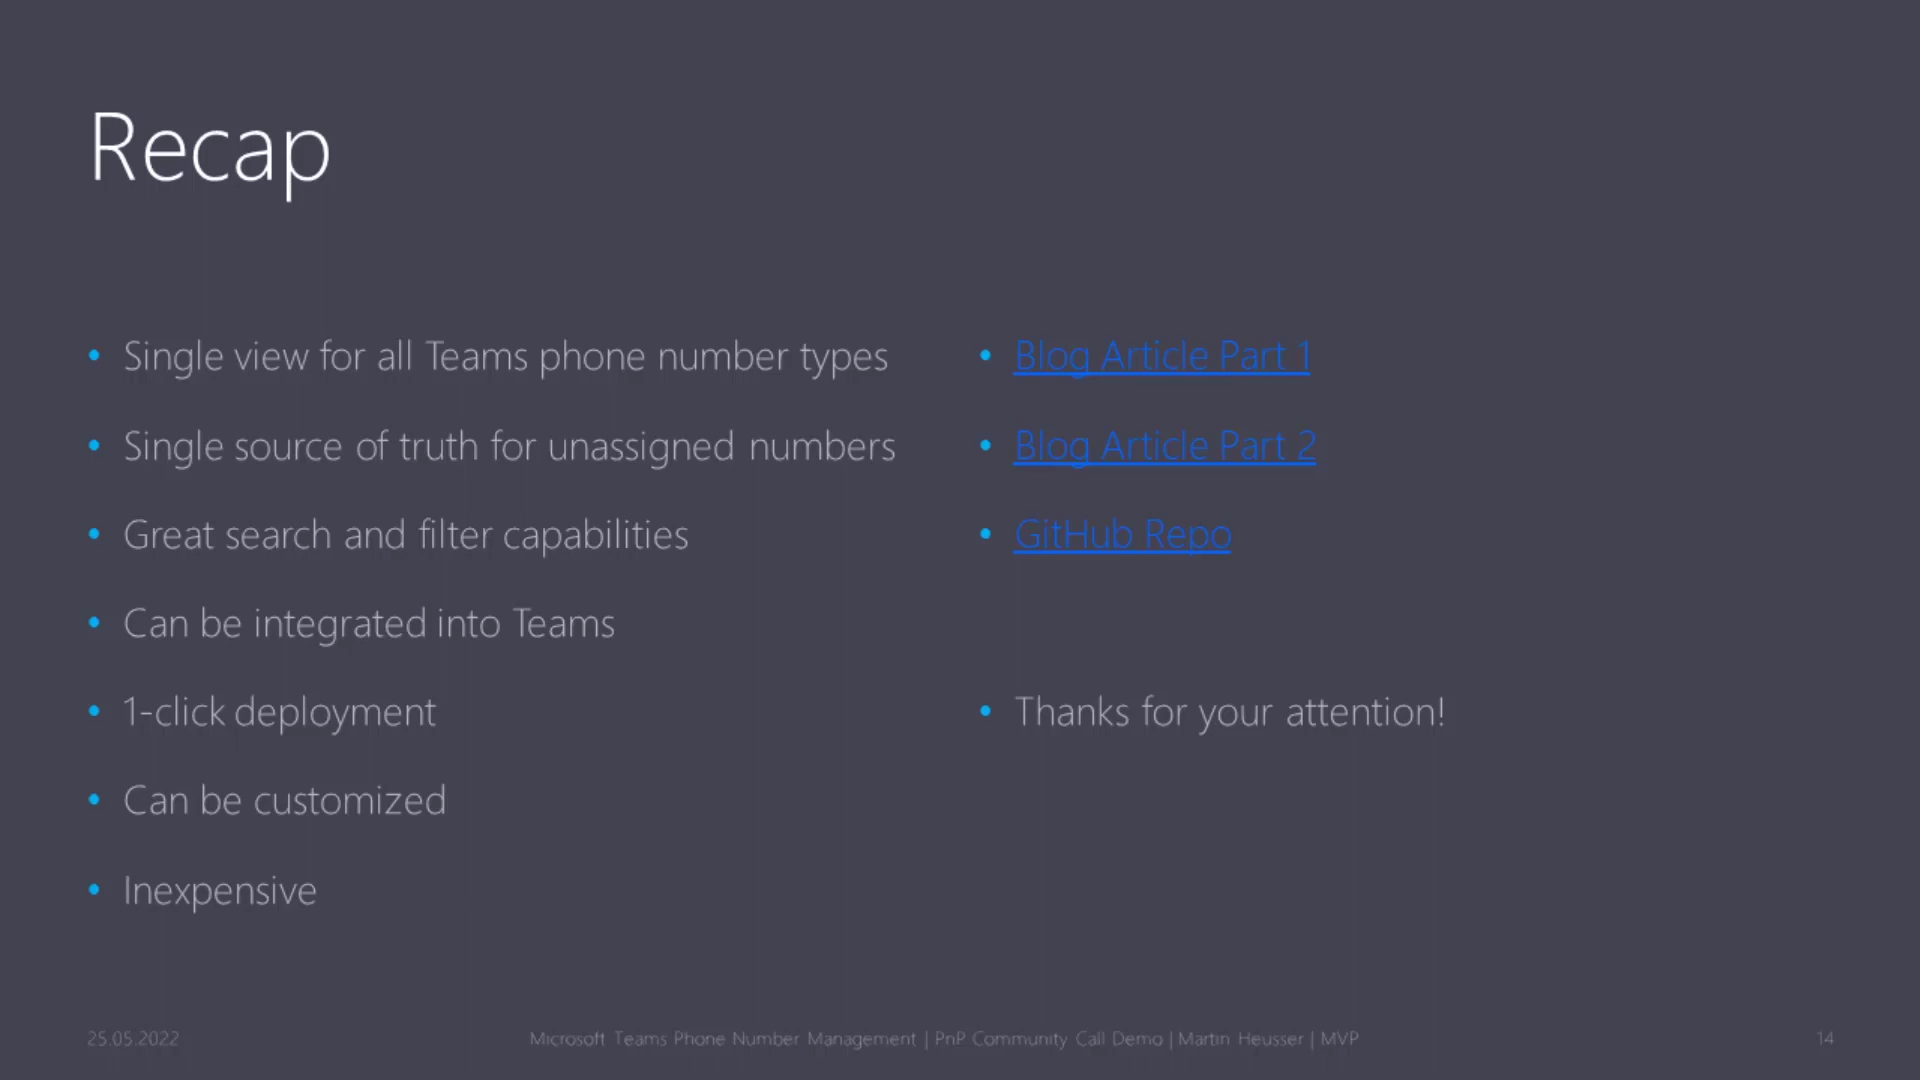 Recap
Single view for all Teams phone number types
Single source of truth for unassigned numbers
Great search and filter capabilities
Can be integrated into Teams
1-click deployment
Can be customized
Inexpensive
Blog Article Part 1
Blog Article Part 2
GitHub Repo
Thanks for your attention!
25.05.2022
Microsoft Teams Phone Number Management | PnP Community Call Demo | Martin Heusser | MVP
14